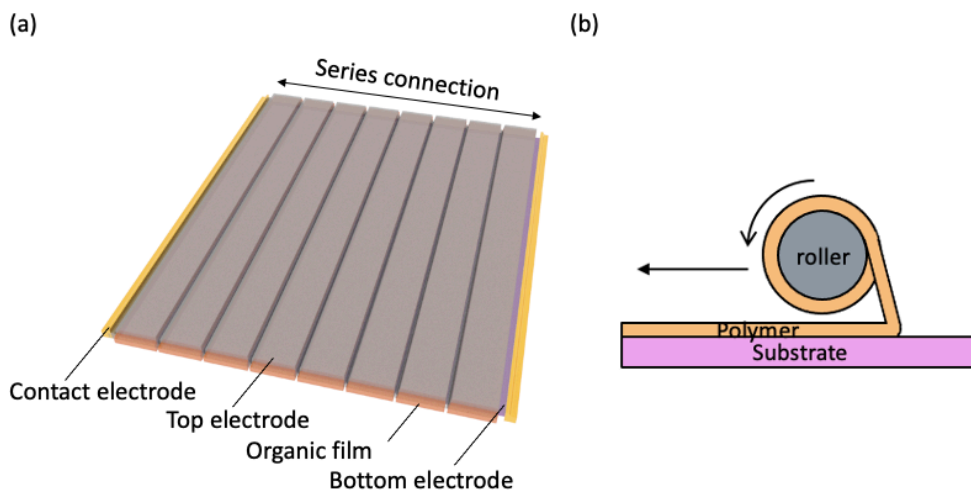 (a)
Series connection
Contact electrode
Top electrode
Organic film
Bottom electrode
(b)
roller
Polymer
Substrate